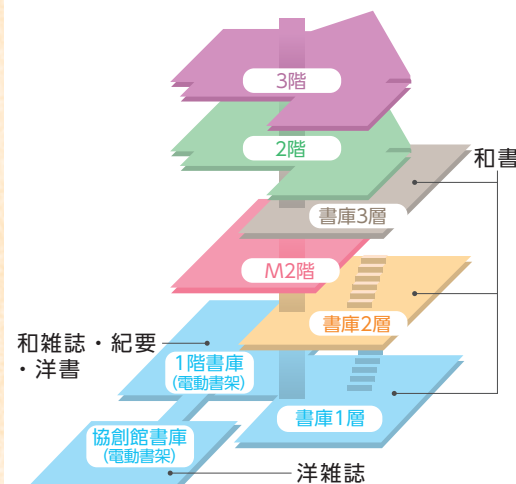 3階
2階
和書
書庫3層
M2階
書庫2層
和雑誌・紀要
・洋書
1階書庫
(電動書架)
書庫1層
協創館書庫
(電動書架)
洋雑誌